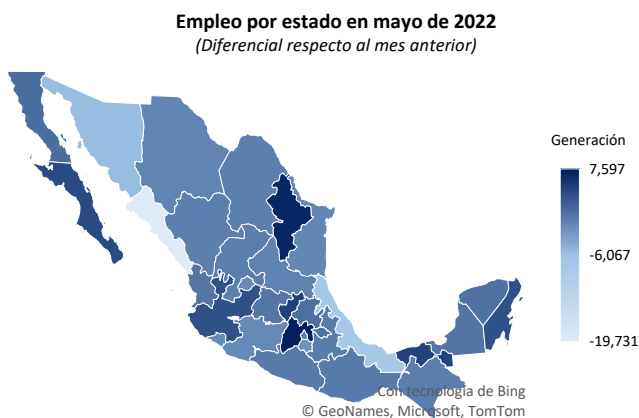 Empleo por estado en mayo de 2022
(Diferencial respecto al mes anterior)
Generación
7,597
-6,067
-19,731
Con tecnología de Bing
© GeoNames, Microsoft, TomTom